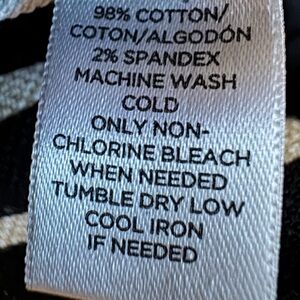 98% COTTON/
COTON/ALGODÓN
2% SPANDEX
MACHINE WASH
COLD
ONLY NON-
CHLORINE BLEACH
WHEN NEEDED
TUMBLE DRY LOW
COOL IRON
IF NEEDED